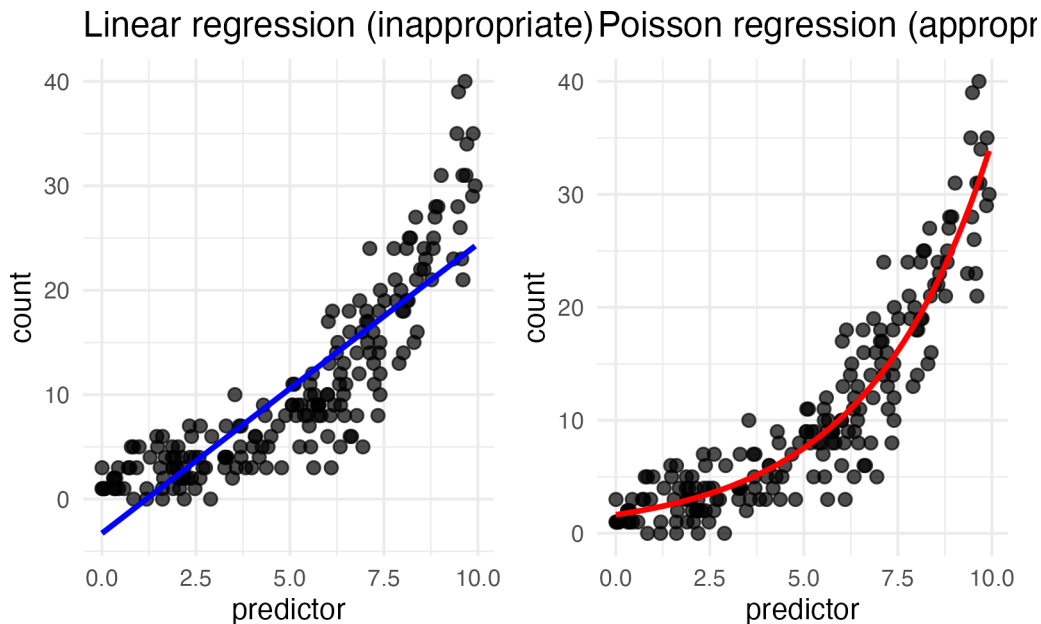 Linear regression (inappropriate)
count
40
30
20
10
0
0.0 2.5 5.0 7.5 10.0
predictor
Poisson regression (appropr
count
40
30
20
10
0
0.0 2.5 5.0 7.5 10.0
predictor